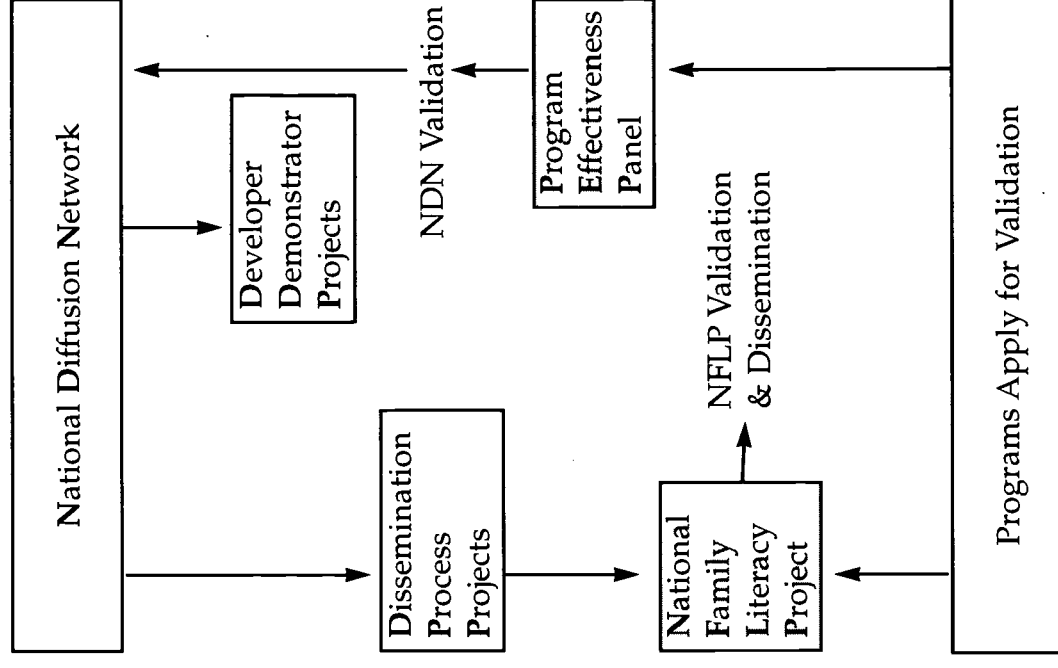 National Diffusion Network
Developer
Demonstrator
Projects
NDN Validation
Program
Effectiveness
Panel
Dissemination
Process
Projects
NFLP Validation
& Dissemination
National
Family
Literacy
Project
Programs Apply for Validation